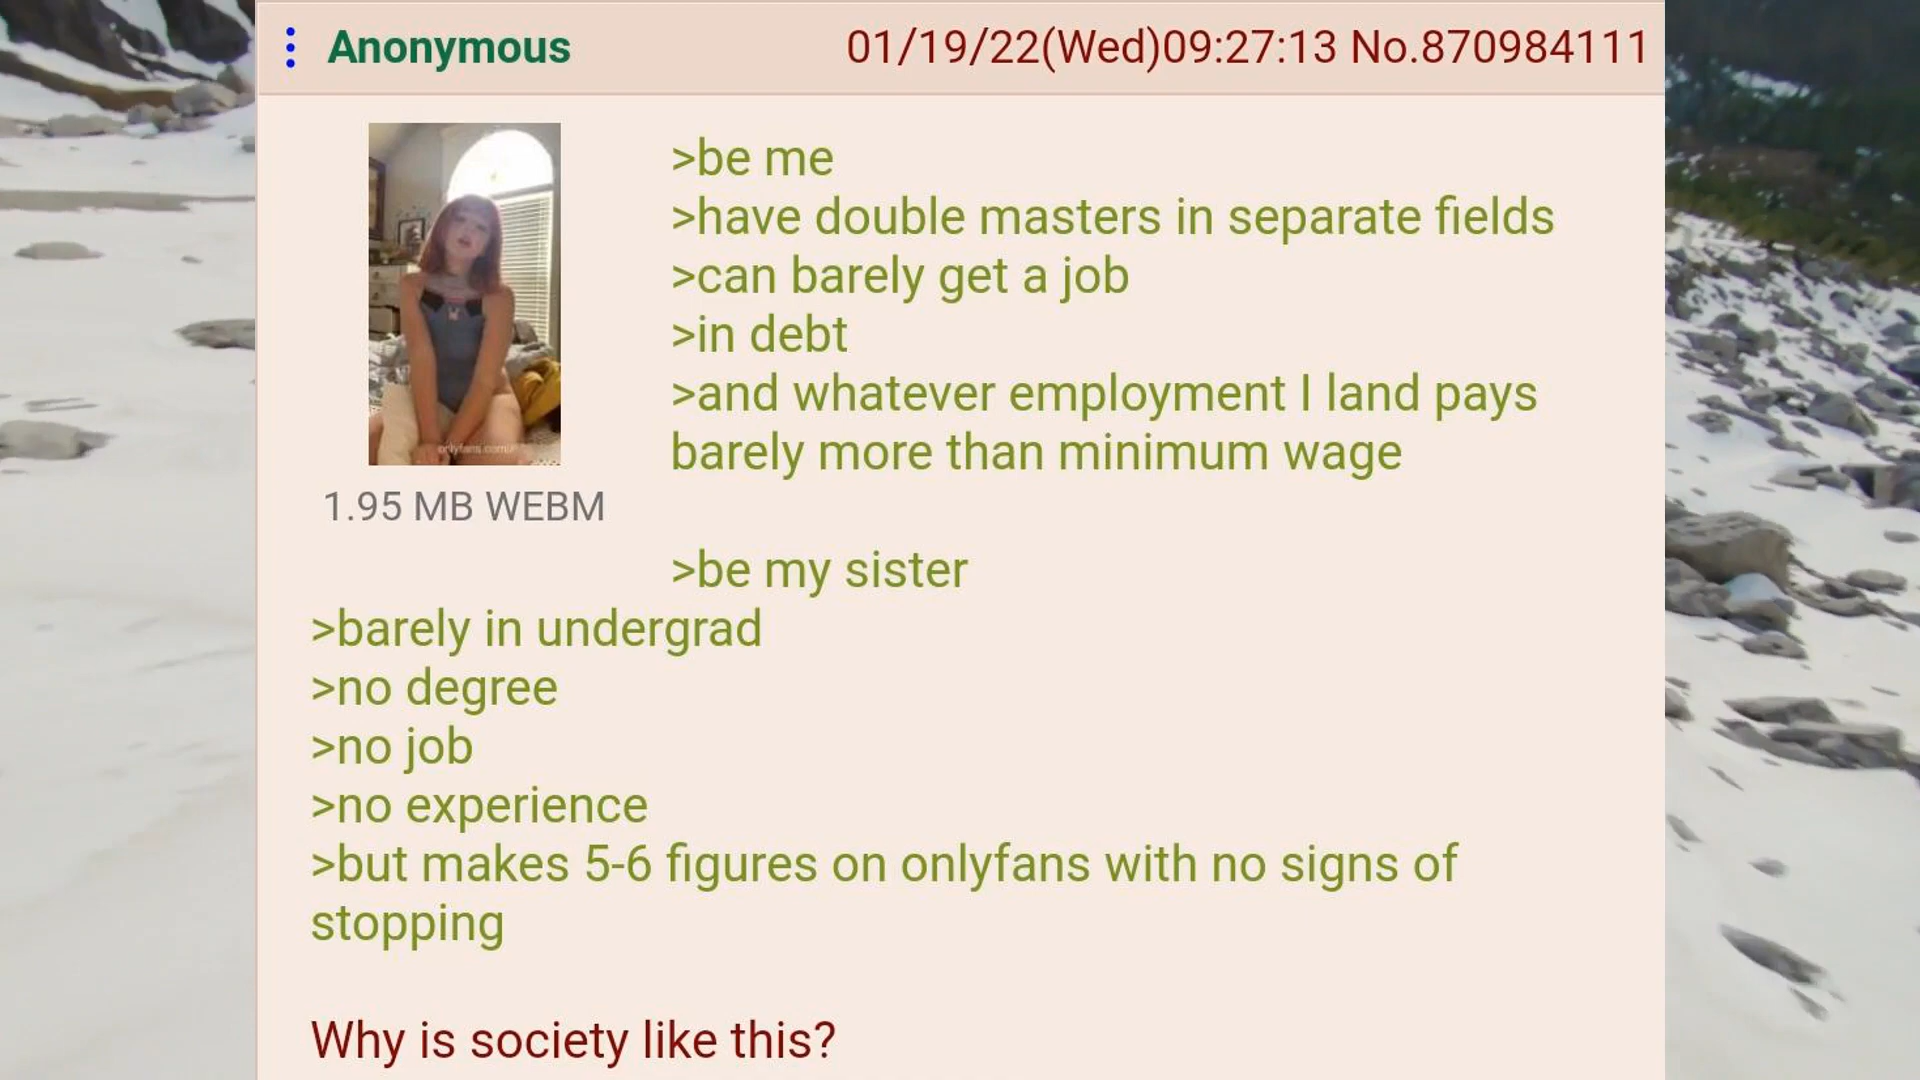 Anonymous 01/19/22(Wed)09:27:13 No.870984111
>be me
>have double masters in separate fields
>can barely get a job
>in debt
>and whatever employment I land pays
barely more than minimum wage
onlyfans.com/
1.95 MB WEBM
>be my sister
>barely in undergrad
>no degree
>no job
>no experience
>but makes 5-6 figures on onlyfans with no signs of
stopping
Why is society like this?